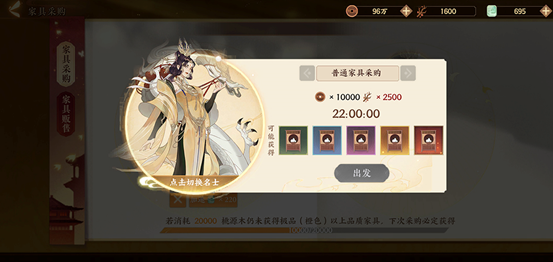 家具采购
96万
1600
695
家具采购
家具贩售
普通家具采购
×10000 ×2500
22:00:00
可能获得
点击切换名士
出发
若消耗 20000 桃源木仍未获得极品（橙色）以上品质家具，下次采购必定获得